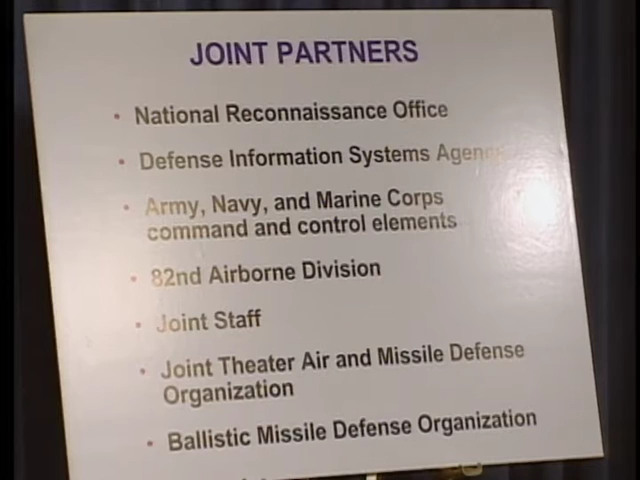 JOINT PARTNERS
• National Reconnaissance Office
• Defense Information Systems Agency
• Army, Navy, and Marine Corps
command and control elements
• 82nd Airborne Division
• Joint Staff
• Joint Theater Air and Missile Defense
Organization
• Ballistic Missile Defense Organization